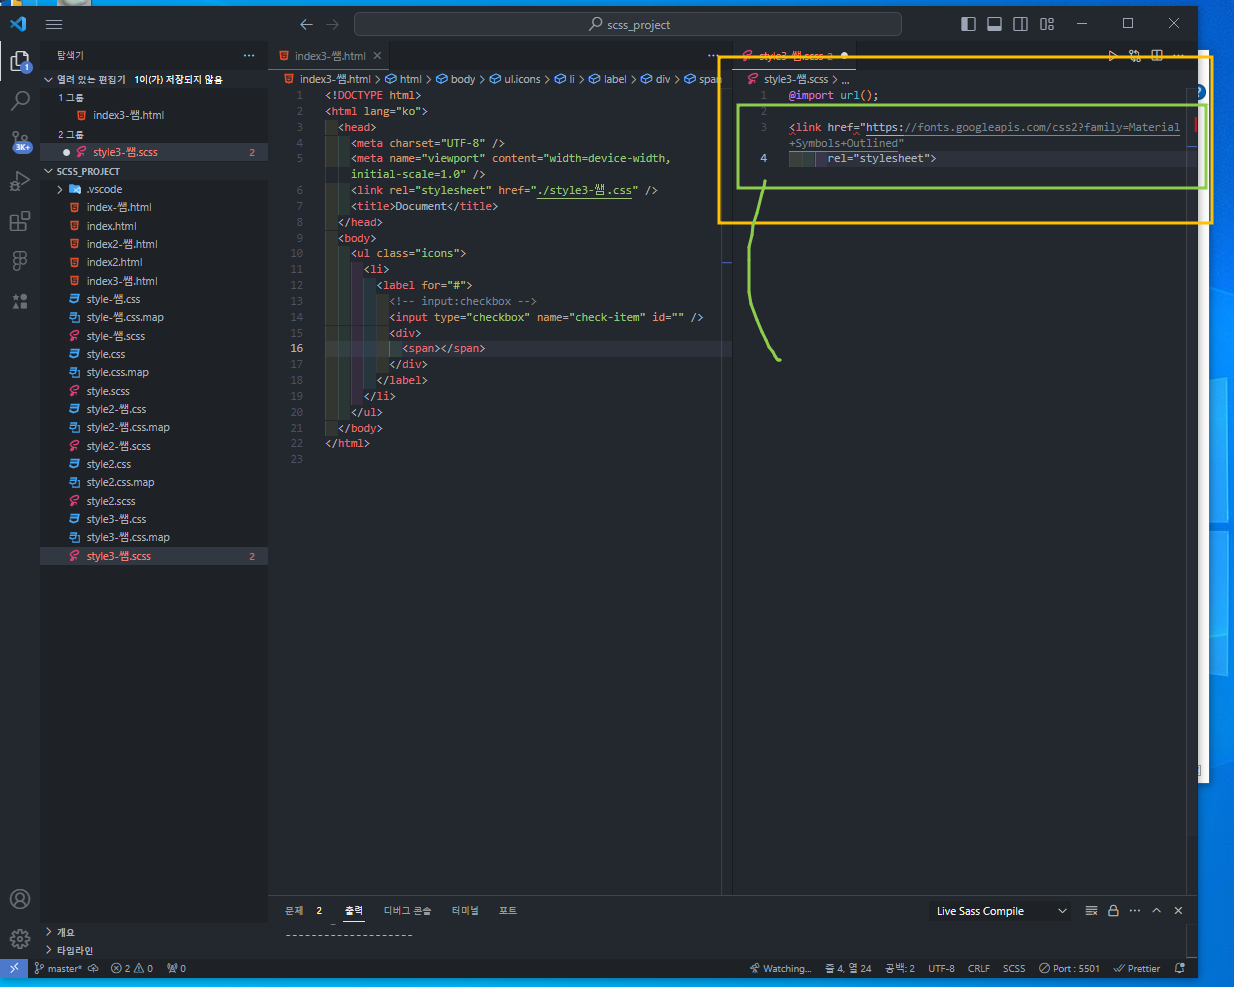 scss_project
탐색기
열려 있는 편집기 1이(가) 저장되지 않음
1 그룹
index3-쌤.html
2 그룹
style3-쌤.scss 2
SCSS_PROJECT
.vscode
index-쌤.html
index.html
index2-쌤.html
index2.html
index3-쌤.html
style-쌤.css
style-쌤.css.map
style-쌤.scss
style.css
style.css.map
style.scss
style2-쌤.css
style2-쌤.css.map
style2-쌤.scss
style2.css
style2.css.map
style2.scss
style3-쌤.css
style3-쌤.css.map
style3-쌤.scss 2
개요
타임라인
1
3K+
index3-쌤.html
index3-쌤.html > html > body > ul.icons > li > label > div > span
1 <!DOCTYPE html>
2 <html lang="ko">
3 <head>
4 <meta charset="UTF-8" />
5 <meta name="viewport" content="width=device-width,
initial-scale=1.0" />
6 <link rel="stylesheet" href="./style3-쌤.css" />
7 <title>Document</title>
8 </head>
9 <body>
10 <ul class="icons">
11 <li>
12 <label for="#">
13 <!-- input:checkbox -->
14 <input type="checkbox" name="check-item" id="" />
15 <div>
16 <span></span>
17 </div>
18 </label>
19 </li>
20 </ul>
21 </body>
22 </html>
23
style3-쌤.scss 2
style3-쌤.scss > ...
1 @import url();
2
3 <link href="https://fonts.googleapis.com/css2?family=Material
+Symbols+Outlined"
4 rel="stylesheet">
문제 2 출력 디버그 콘솔 터미널 포트
Live Sass Compile
--------------------
master* 2 0 0
Watching... 줄 4, 열 24 공백: 2 UTF-8 CRLF SCSS Port : 5501 Prettier